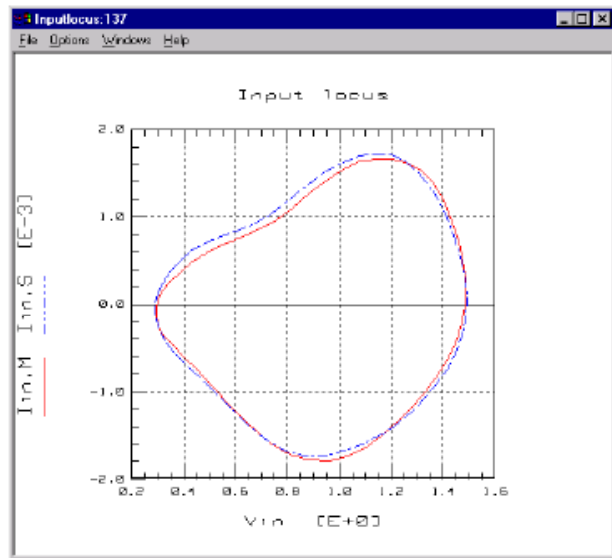 Inputlocus:137
File Options Windows Help
Input locus
2.0
1.0
0.0
-1.0
-2.0
Iin.M Iin.S [E-3]
0.2 0.4 0.6 0.8 1.0 1.2 1.4 1.6
Vin [E+0]